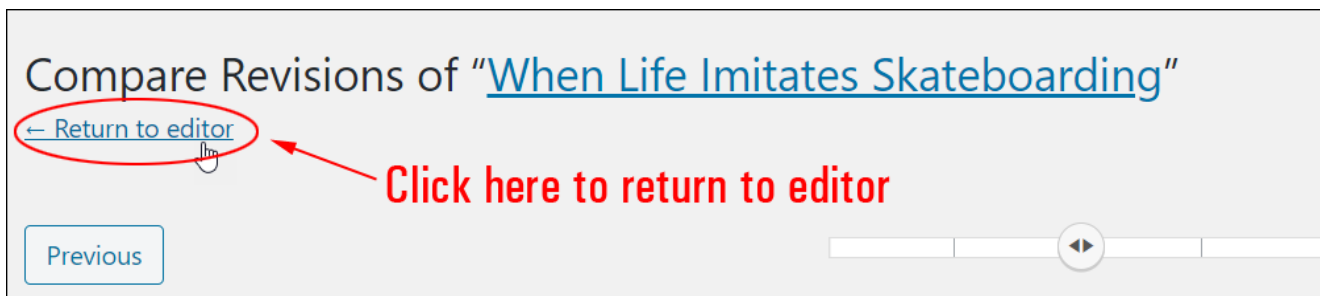 Compare Revisions of “When Life Imitates Skateboarding”
← Return to editor
Click here to return to editor
Previous